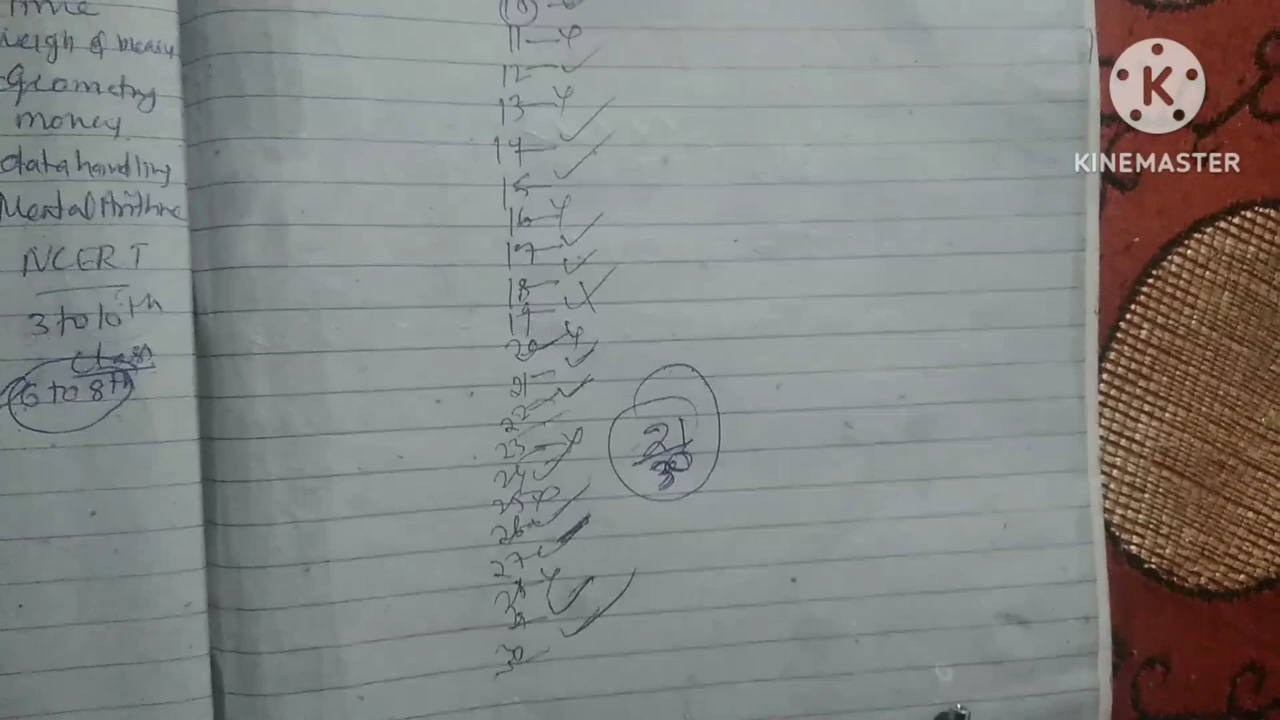 weigh & measu
Geometry
money
data handling
Mental Arithme
NCERT
3 to 10th
class
6 to 8th
10
11
12
13
14
15
16
17
18
19
20
21
22
23
24
25
26
27
28
30
21
30
K
KINEMASTER